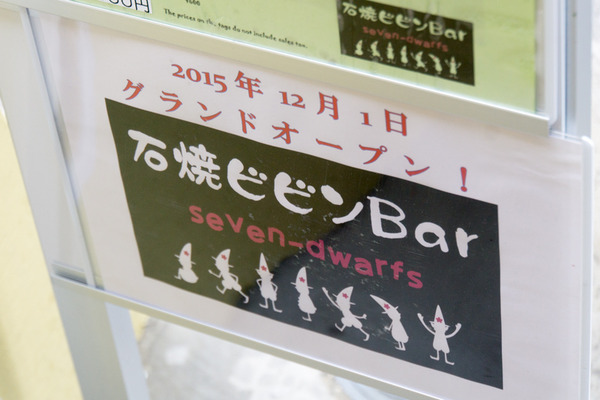 The prices on the tags do not include sales tax.
石焼ビビンBar
seven-dwarfs
2015年 12月 1日
グランドオープン！
石焼ビビンBar
seven-dwarfs